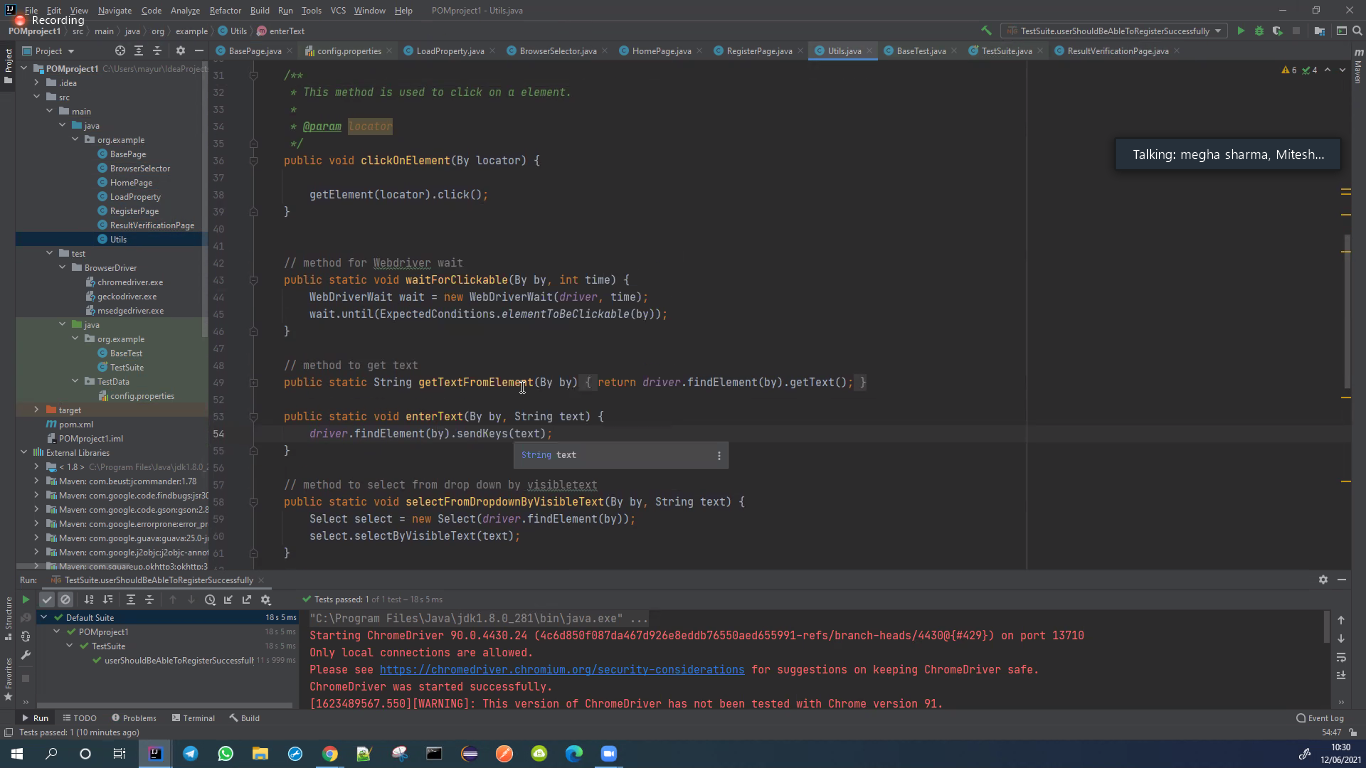 Recording
File Edit View Navigate Code Analyze Refactor Build Run Tools VCS Window Help POMproject1 - Utils.java
POMproject1 src main java org example Utils enterText
TestSuite.userShouldBeAbleToRegisterSuccessfully
Project
BasePage.java config.properties LoadProperty.java BrowserSelector.java HomePage.java RegisterPage.java Utils.java BaseTest.java TestSuite.java ResultVerificationPage.java
Project
Structure
Favorites
Maven
POMproject1 C:\Users\mayur\IdeaProject
.idea
src
main
java
org.example
BasePage
BrowserSelector
HomePage
LoadProperty
RegisterPage
ResultVerificationPage
Utils
test
BrowserDriver
chromedriver.exe
geckodriver.exe
msedgedriver.exe
java
org.example
BaseTest
TestSuite
TestData
config.properties
target
pom.xml
POMproject1.iml
External Libraries
< 1.8 > C:\Program Files\Java\jdk1.8.0_
Maven: com.beust:jcommander:1.78
Maven: com.google.code.findbugs:jsr30
Maven: com.google.code.gson:gson:2.8
Maven: com.google.errorprone:error_pr
Maven: com.google.guava:guava:25.0-j
Maven: com.google.j2objc:j2objc-annot
6 4
Talking: megha sharma, Mitesh...
31 /**
32 * This method is used to click on a element.
33 *
34 * @param locator
35 */
36 public void clickOnElement(By locator) {
37
38 getElement(locator).click();
39 }
40
41
42 // method for Webdriver wait
43 public static void waitForClickable(By by, int time) {
44 WebDriverWait wait = new WebDriverWait(driver, time);
45 wait.until(ExpectedConditions.elementToBeClickable(by));
46 }
47
48 // method to get text
49 public static String getTextFromElement(By by) { return driver.findElement(by).getText(); }
52
53 public static void enterText(By by, String text) {
54 driver.findElement(by).sendKeys(text);
55 }
String text
56
57 // method to select from drop down by visibletext
58 public static void selectFromDropdownByVisibleText(By by, String text) {
59 Select select = new Select(driver.findElement(by));
60 select.selectByVisibleText(text);
61 }
Run: TestSuite.userShouldBeAbleToRegisterSuccessfully
Tests passed: 1 of 1 test – 18 s 5 ms
Default Suite 18 s 5 ms
POMproject1 18 s 5 ms
TestSuite 18 s 5 ms
userShouldBeAbleToRegisterSuccessfull 11 s 999 ms
"C:\Program Files\Java\jdk1.8.0_281\bin\java.exe" ...
Starting ChromeDriver 90.0.4430.24 (4c6d850f087da467d926e8eddb76550aed655991-refs/branch-heads/4430@{#429}) on port 13710
Only local connections are allowed.
Please see https://chromedriver.chromium.org/security-considerations for suggestions on keeping ChromeDriver safe.
ChromeDriver was started successfully.
[1623489567.550][WARNING]: This version of ChromeDriver has not been tested with Chrome version 91.
Run TODO Problems Terminal Build Event Log
Tests passed: 1 (10 minutes ago) 54:47
10:30
12/06/2021